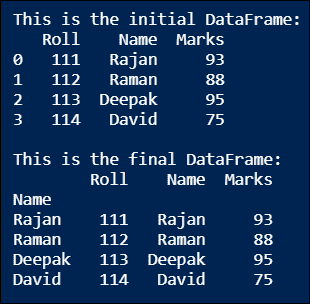 This is the initial DataFrame:
   Roll    Name  Marks
0   111   Rajan     93
1   112   Raman     88
2   113  Deepak     95
3   114   David     75

This is the final DataFrame:
        Roll    Name  Marks
Name
Rajan    111   Rajan     93
Raman    112   Raman     88
Deepak   113  Deepak     95
David    114   David     75